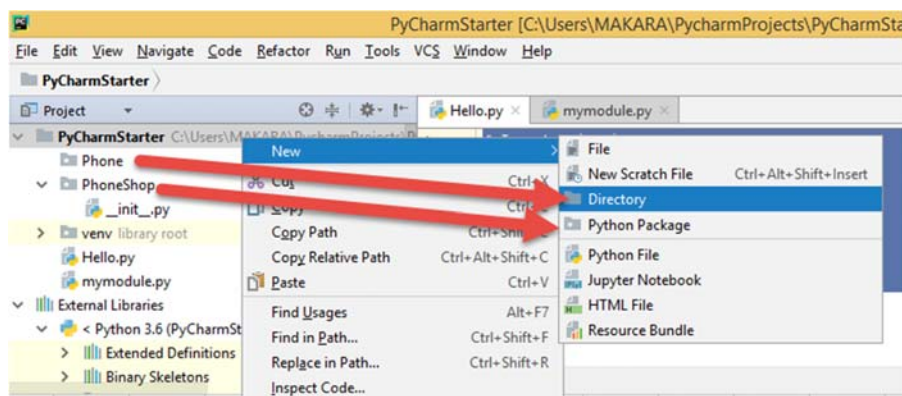 PyCharmStarter [C:\Users\MAKARA\PycharmProjects\PyCharmSta
File Edit View Navigate Code Refactor Run Tools VCS Window Help
PyCharmStarter
Project
Hello.py
mymodule.py
PyCharmStarter C:\Users\MAKARA\PycharmProjects\P
Phone
PhoneShop
__init__.py
venv library root
Hello.py
mymodule.py
External Libraries
< Python 3.6 (PyCharmSt
Extended Definitions
Binary Skeletons
New
Cut Ctrl+X
Copy
Copy Path
Copy Relative Path Ctrl+Alt+Shift+C
Paste Ctrl+V
Find Usages Alt+F7
Find in Path... Ctrl+Shift+F
Replace in Path... Ctrl+Shift+R
Inspect Code...
File
New Scratch File Ctrl+Alt+Shift+Insert
Directory
Python Package
Python File
Jupyter Notebook
HTML File
Resource Bundle